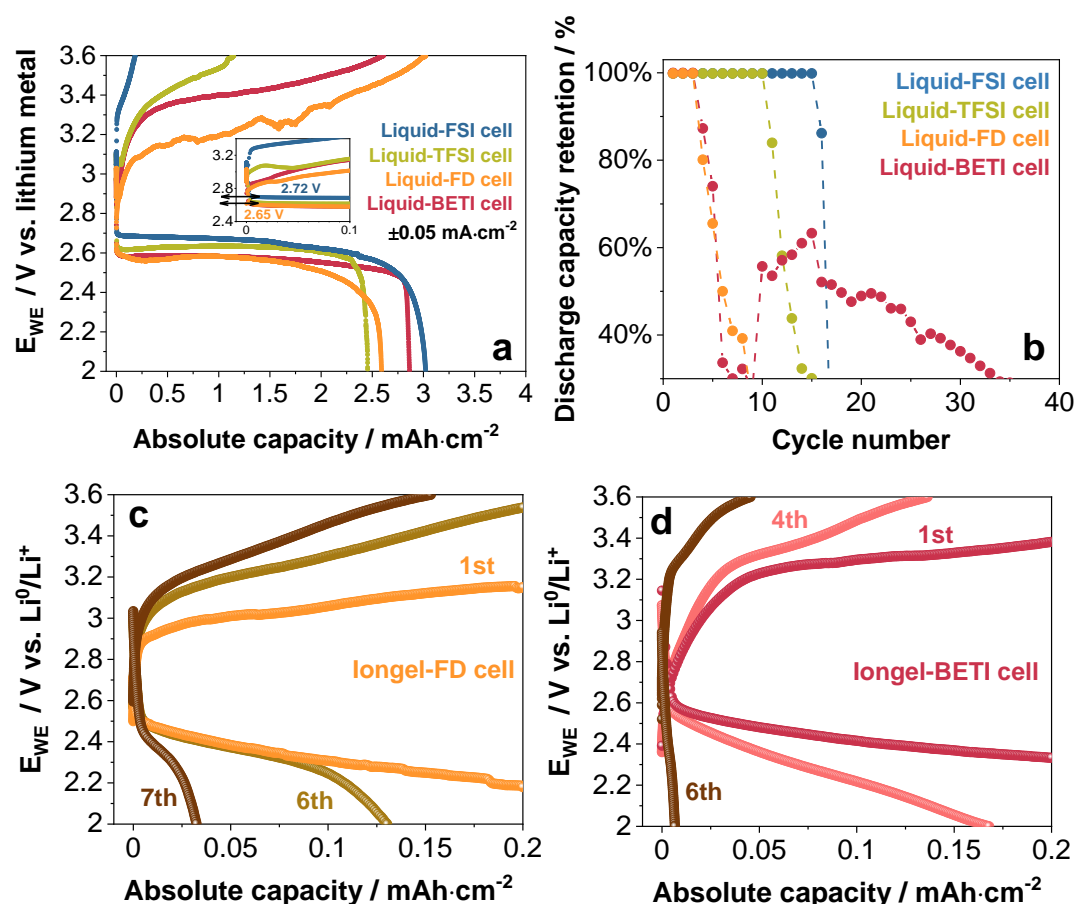 E_WE / V vs. lithium metal
3.6
3.4
3.2
3.0
2.8
2.6
2.4
2.2
2
0
0.5
1
1.5
2
2.5
3
3.5
4
Absolute capacity / mAh·cm⁻²
Liquid-FSI cell
Liquid-TFSI cell
Liquid-FD cell
Liquid-BETI cell
±0.05 mA·cm⁻²
3.2
2.8
2.4
0
0.1
2.72 V
2.65 V
a
Discharge capacity retention / %
100%
80%
60%
40%
0
10
20
30
40
Cycle number
Liquid-FSI cell
Liquid-TFSI cell
Liquid-FD cell
Liquid-BETI cell
b
E_WE / V vs. Li⁰/Li⁺
3.6
3.4
3.2
3
2.8
2.6
2.4
2.2
2
0
0.05
0.1
0.15
0.2
Absolute capacity / mAh·cm⁻²
c
1st
Iongel-FD cell
7th
6th
E_WE / V vs. Li⁰/Li⁺
3.6
3.4
3.2
3
2.8
2.6
2.4
2.2
2
0
0.05
0.1
0.15
0.2
Absolute capacity / mAh·cm⁻²
d
4th
1st
Iongel-BETI cell
6th